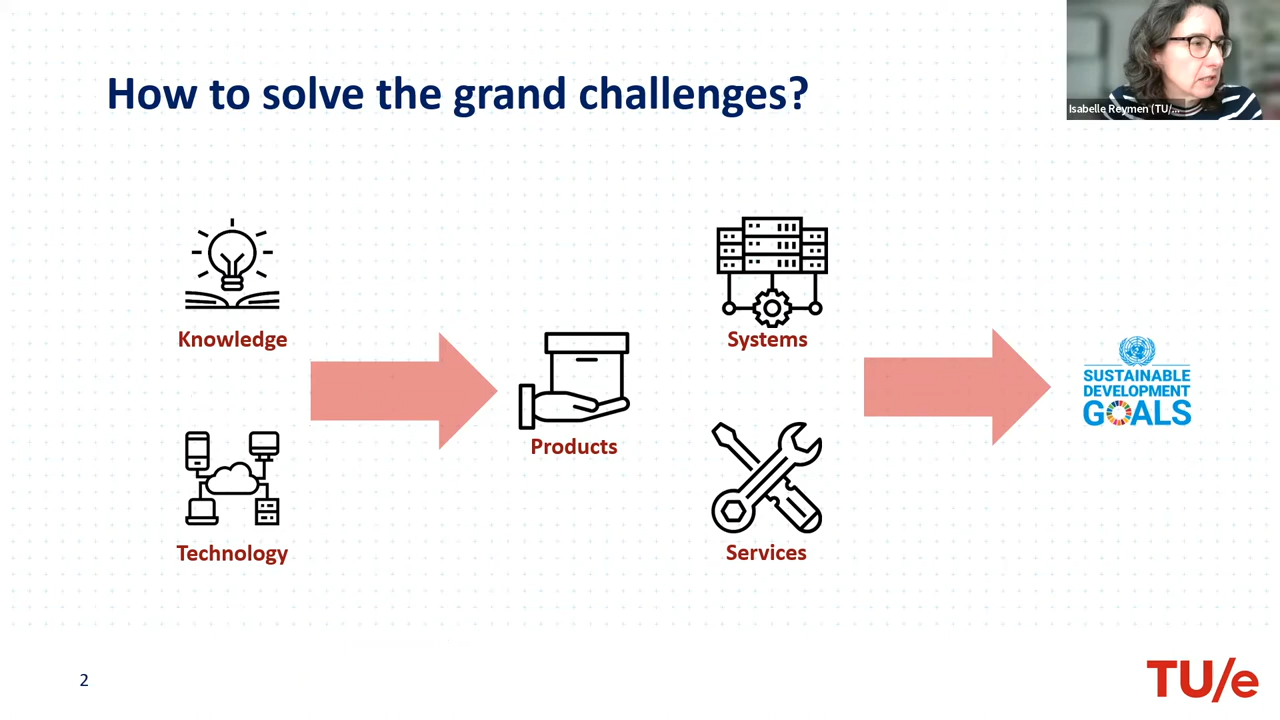 How to solve the grand challenges?
Isabelle Reymen (TU/...
Knowledge
Systems
SUSTAINABLE
DEVELOPMENT
GOALS
Products
Technology
Services
2
TU/e